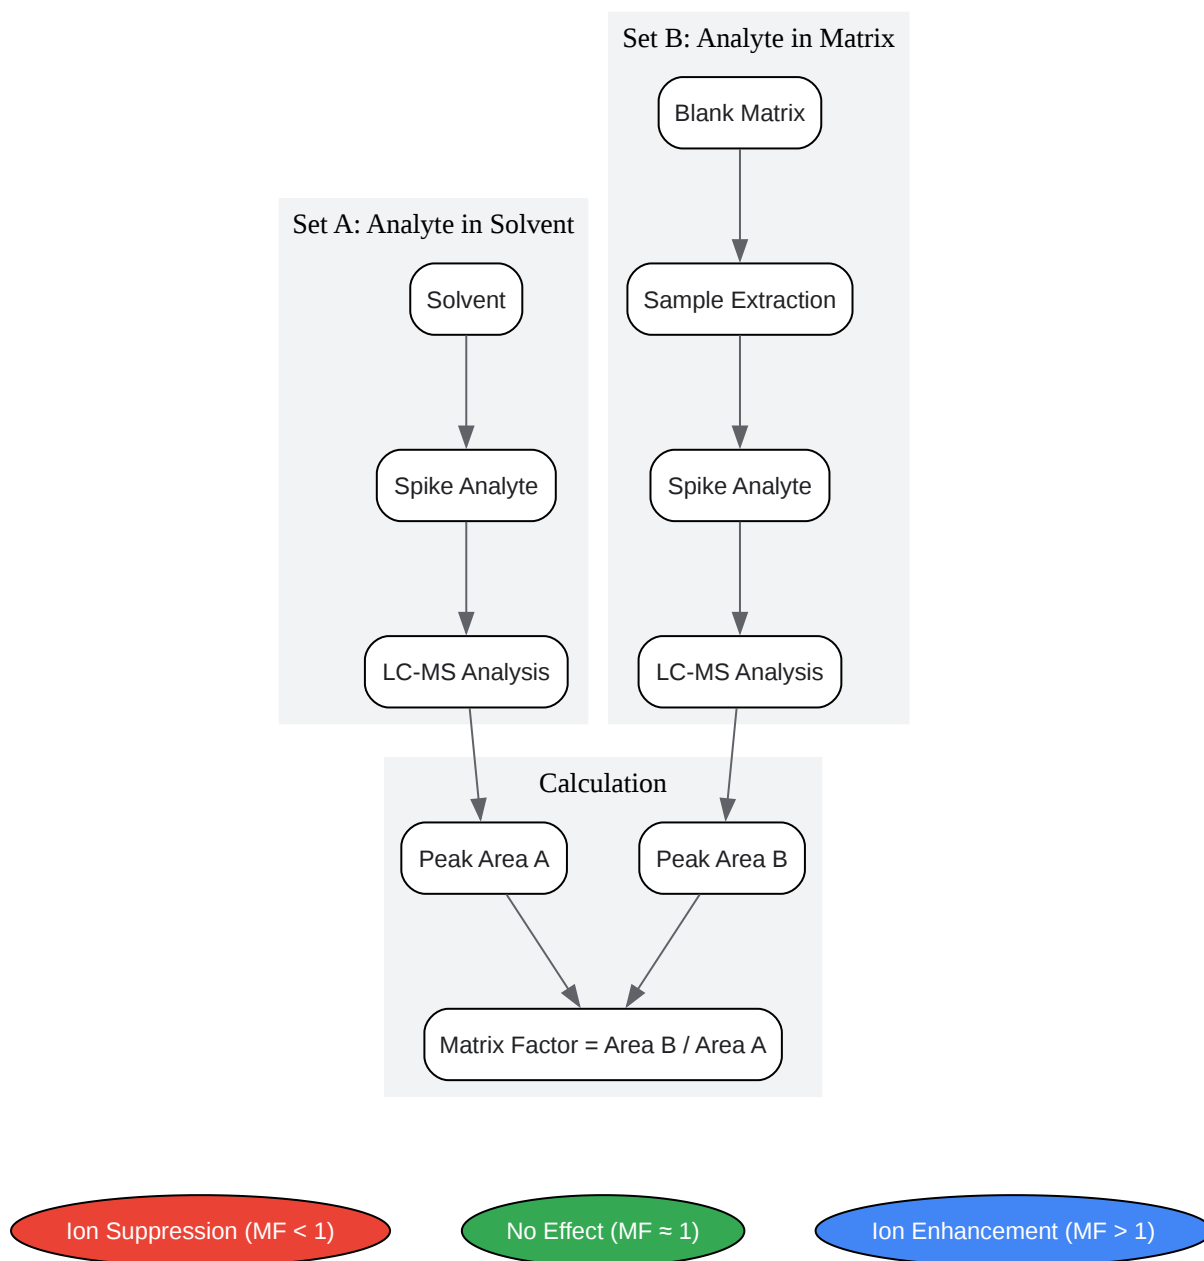 Set B: Analyte in Matrix
Blank Matrix
Set A: Analyte in Solvent
Solvent
Sample Extraction
Spike Analyte
Spike Analyte
LC-MS Analysis
LC-MS Analysis
Calculation
Peak Area A
Peak Area B
Matrix Factor = Area B / Area A
Ion Suppression (MF < 1)
No Effect (MF ≈ 1)
Ion Enhancement (MF > 1)